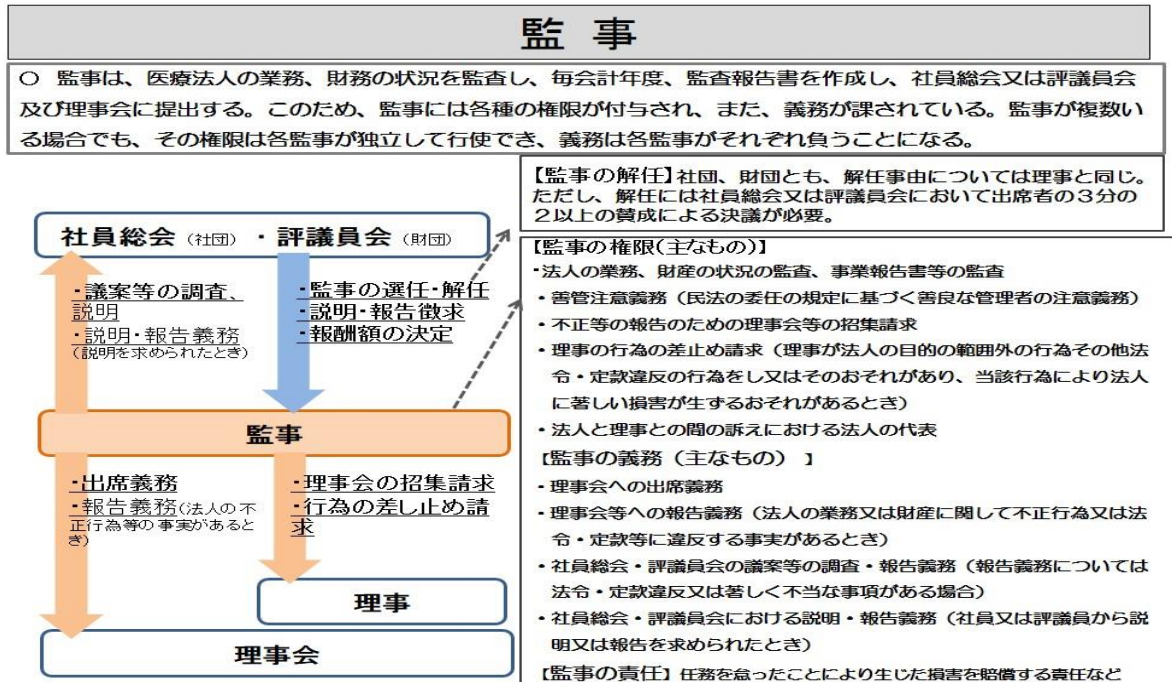 監 事
○ 監事は、医療法人の業務、財務の状況を監査し、毎会計年度、監査報告書を作成し、社員総会又は評議員会
及び理事会に提出する。このため、監事には各種の権限が付与され、また、義務が課されている。監事が複数い
る場合でも、その権限は各監事が独立して行使でき、義務は各監事がそれぞれ負うことになる。
【監事の解任】社団、財団とも、解任事由については理事と同じ。
ただし、解任には社員総会又は評議員会において出席者の3分の
2以上の賛成による決議が必要。
社員総会（社団）・評議員会（財団）
・議案等の調査、
説明
・説明・報告義務
（説明を求められたとき）
・監事の選任・解任
・説明・報告徴求
・報酬額の決定
監事
・出席義務
・報告義務（法人の不
正行為等の事実があると
き）
・理事会の招集請求
・行為の差し止め請
求
理事
理事会
【監事の権限（主なもの）】
・法人の業務、財産の状況の監査、事業報告書等の監査
・善管注意義務（民法の委任の規定に基づく善良な管理者の注意義務）
・不正等の報告のための理事会等の招集請求
・理事の行為の差止め請求（理事が法人の目的の範囲外の行為その他法
令・定款違反の行為をし又はそのおそれがあり、当該行為により法人
に著しい損害が生ずるおそれがあるとき）
・法人と理事との間の訴えにおける法人の代表
【監事の義務（主なもの） 】
・理事会への出席義務
・理事会等への報告義務（法人の業務又は財産に関して不正行為又は法
令・定款等に違反する事実があるとき）
・社員総会・評議員会の議案等の調査・報告義務（報告義務については
法令・定款違反又は著しく不当な事項がある場合）
・社員総会・評議会における説明・報告義務（社員又は評議員から説
明又は報告を求められたとき）
【監事の責任】任務を怠ったことにより生じた損害を賠償する責任など